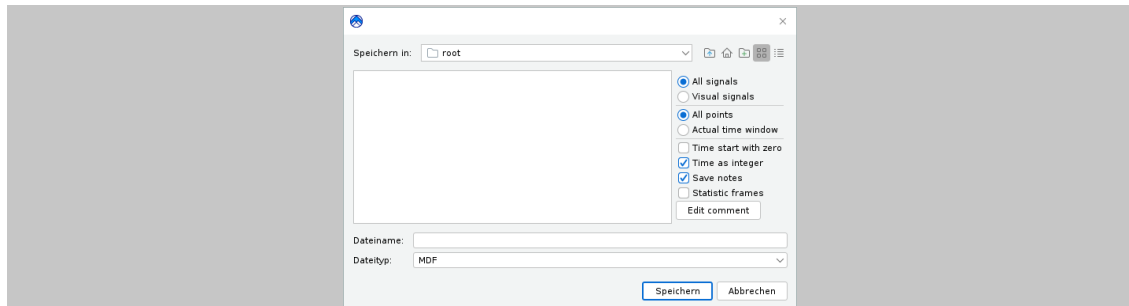 Speichern in: root
All signals
Visual signals
All points
Actual time window
Time start with zero
Time as integer
Save notes
Statistic frames
Edit comment
Dateiname:
Dateityp: MDF
Speichern Abbrechen